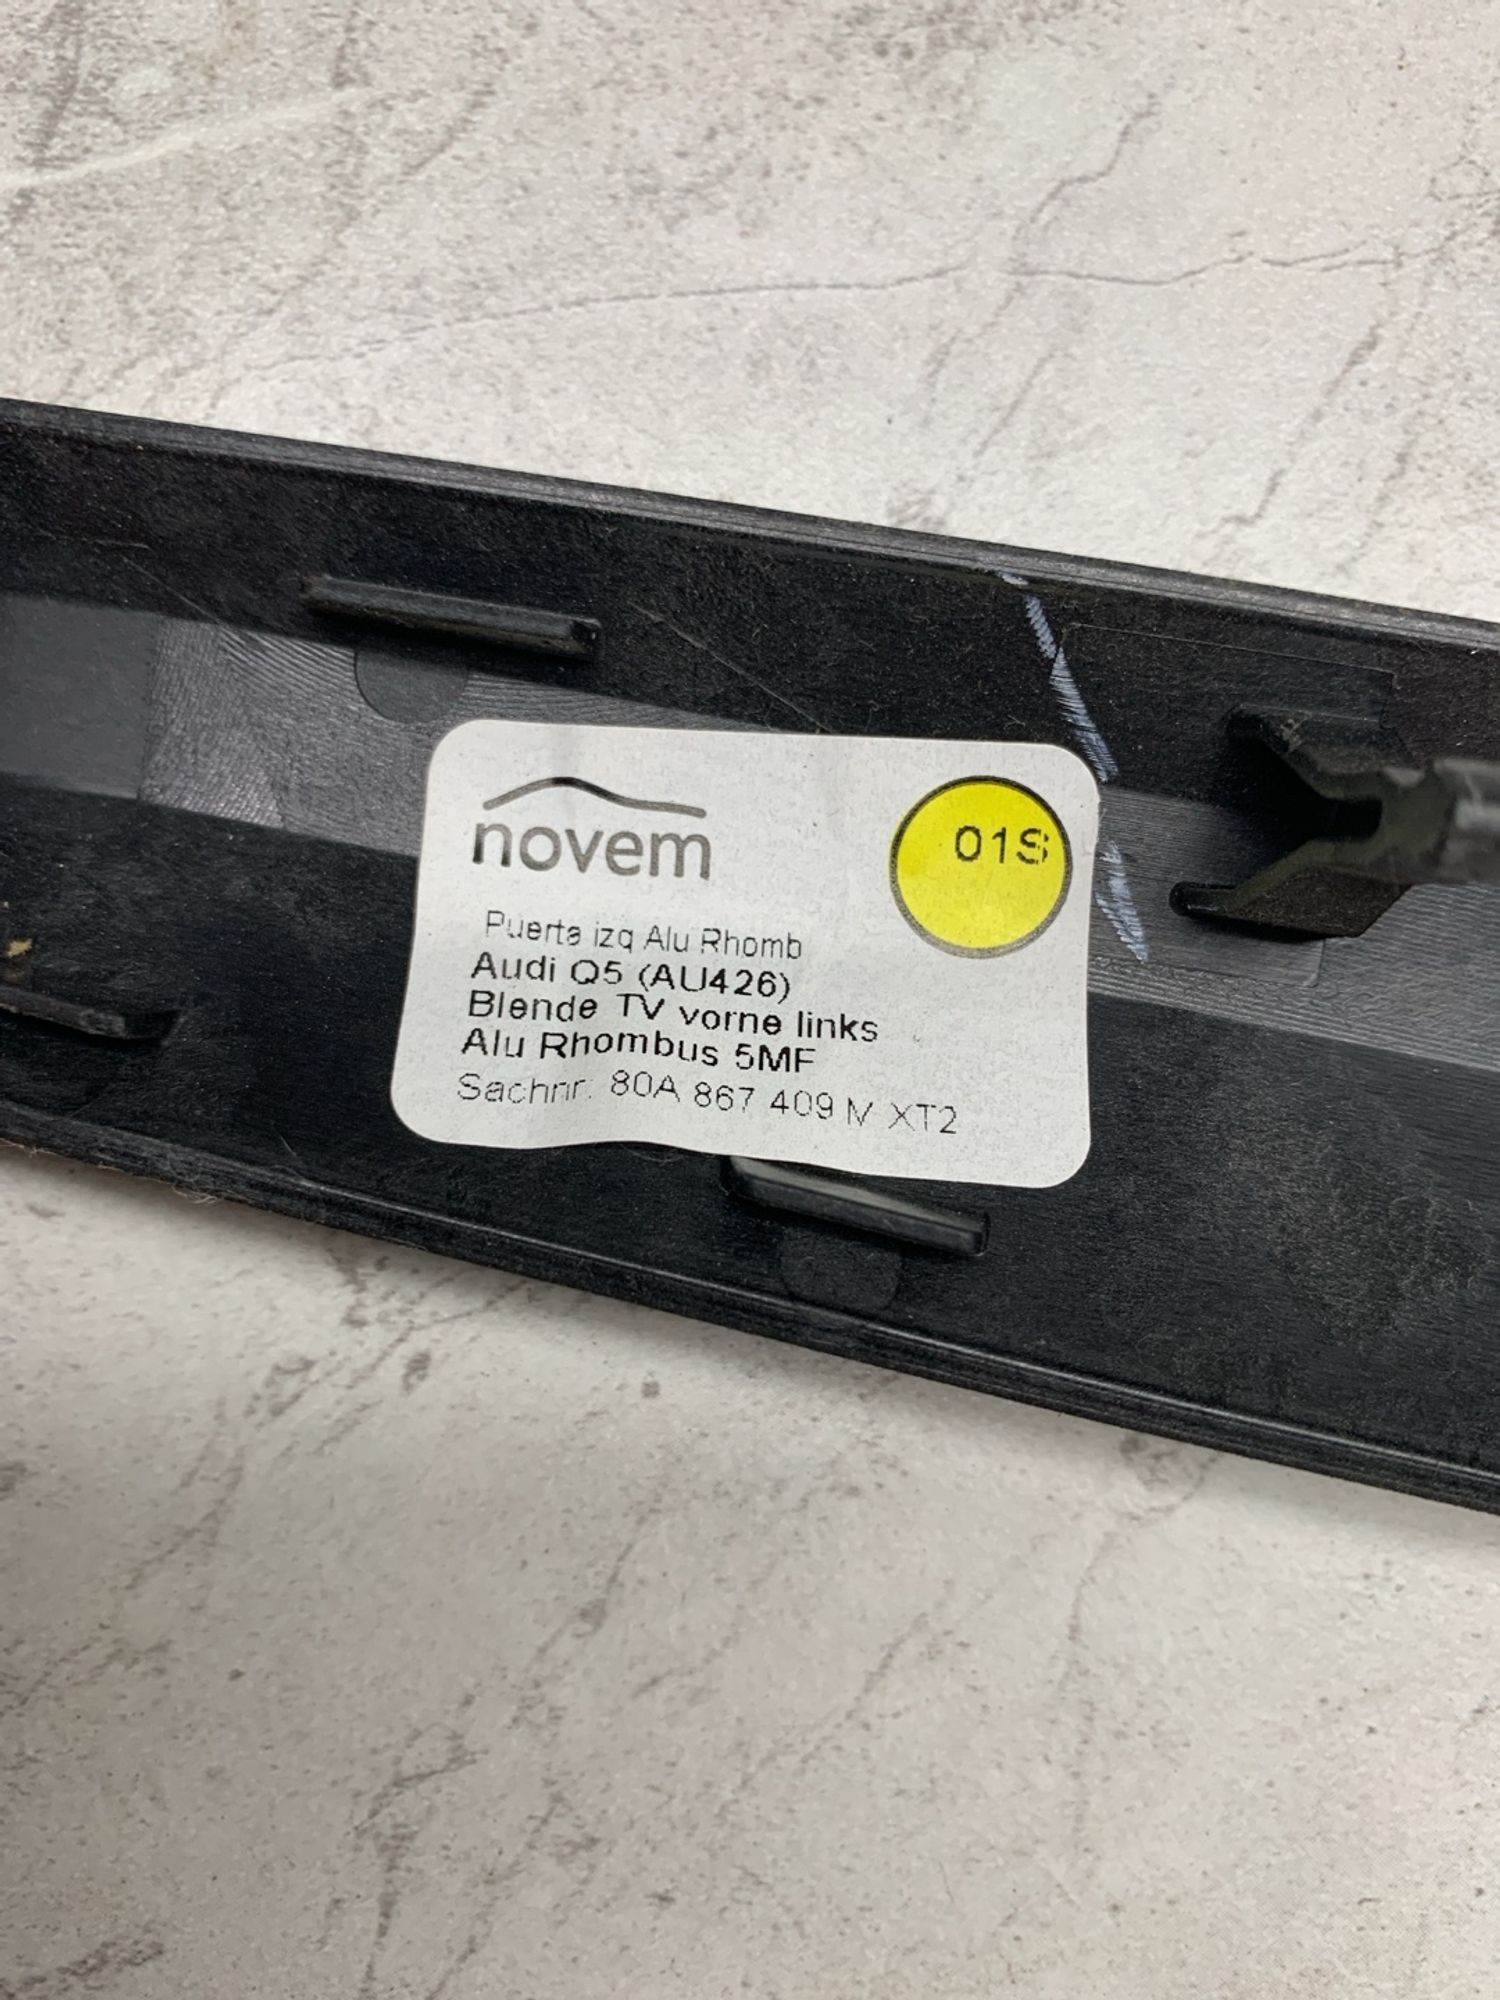 novem
01S
Puerta izq Alu Rhomb
Audi Q5 (AU426)
Blende TV vorne links
Alu Rhombus 5MF
Sachnr: 80A 867 409 XT2